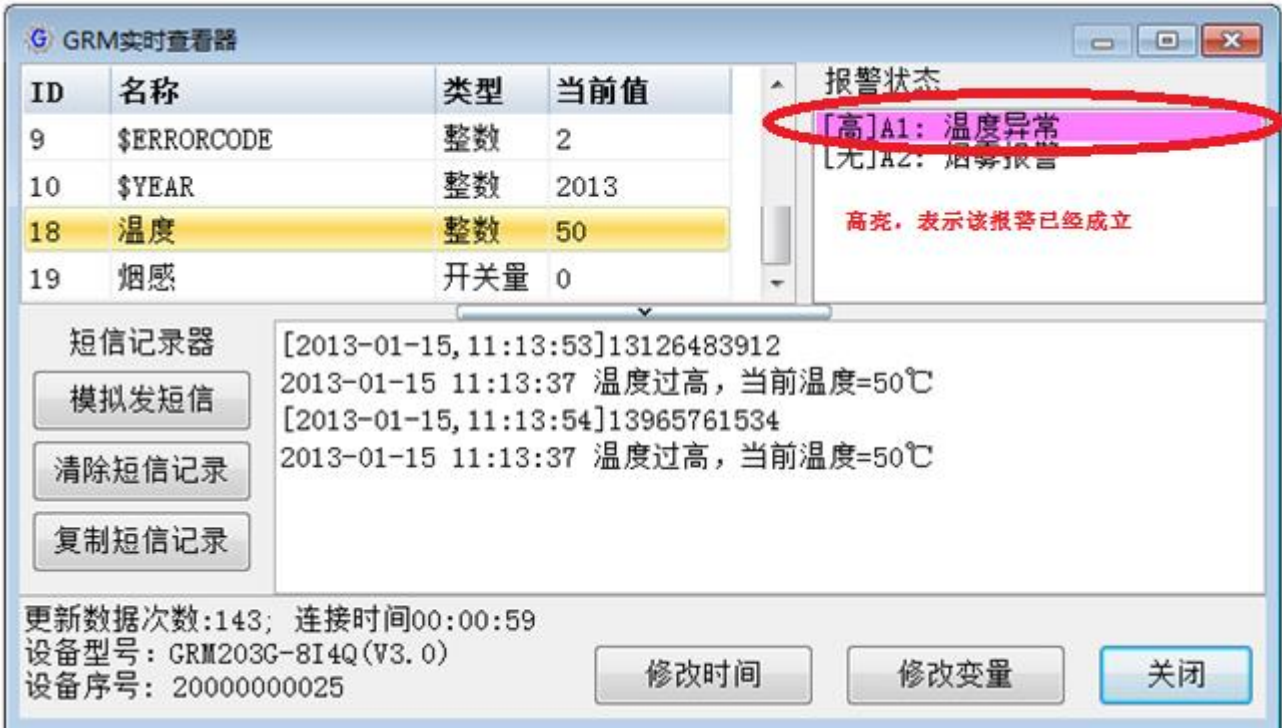 GRM实时查看器
ID 名称 类型 当前值
9 $ERRORCODE 整数 2
10 $YEAR 整数 2013
18 温度 整数 50
19 烟感 开关量 0
报警状态
[高]A1: 温度异常
[无]A2: 烟雾报警
高亮，表示该报警已经成立
短信记录器
模拟发短信
清除短信记录
复制短信记录
[2013-01-15,11:13:53]13126483912
2013-01-15 11:13:37 温度过高，当前温度=50℃
[2013-01-15,11:13:54]13965761534
2013-01-15 11:13:37 温度过高，当前温度=50℃
更新数据次数:143; 连接时间00:00:59
设备型号: GRM203G-8I4Q(V3.0)
设备序号: 20000000025
修改时间 修改变量 关闭